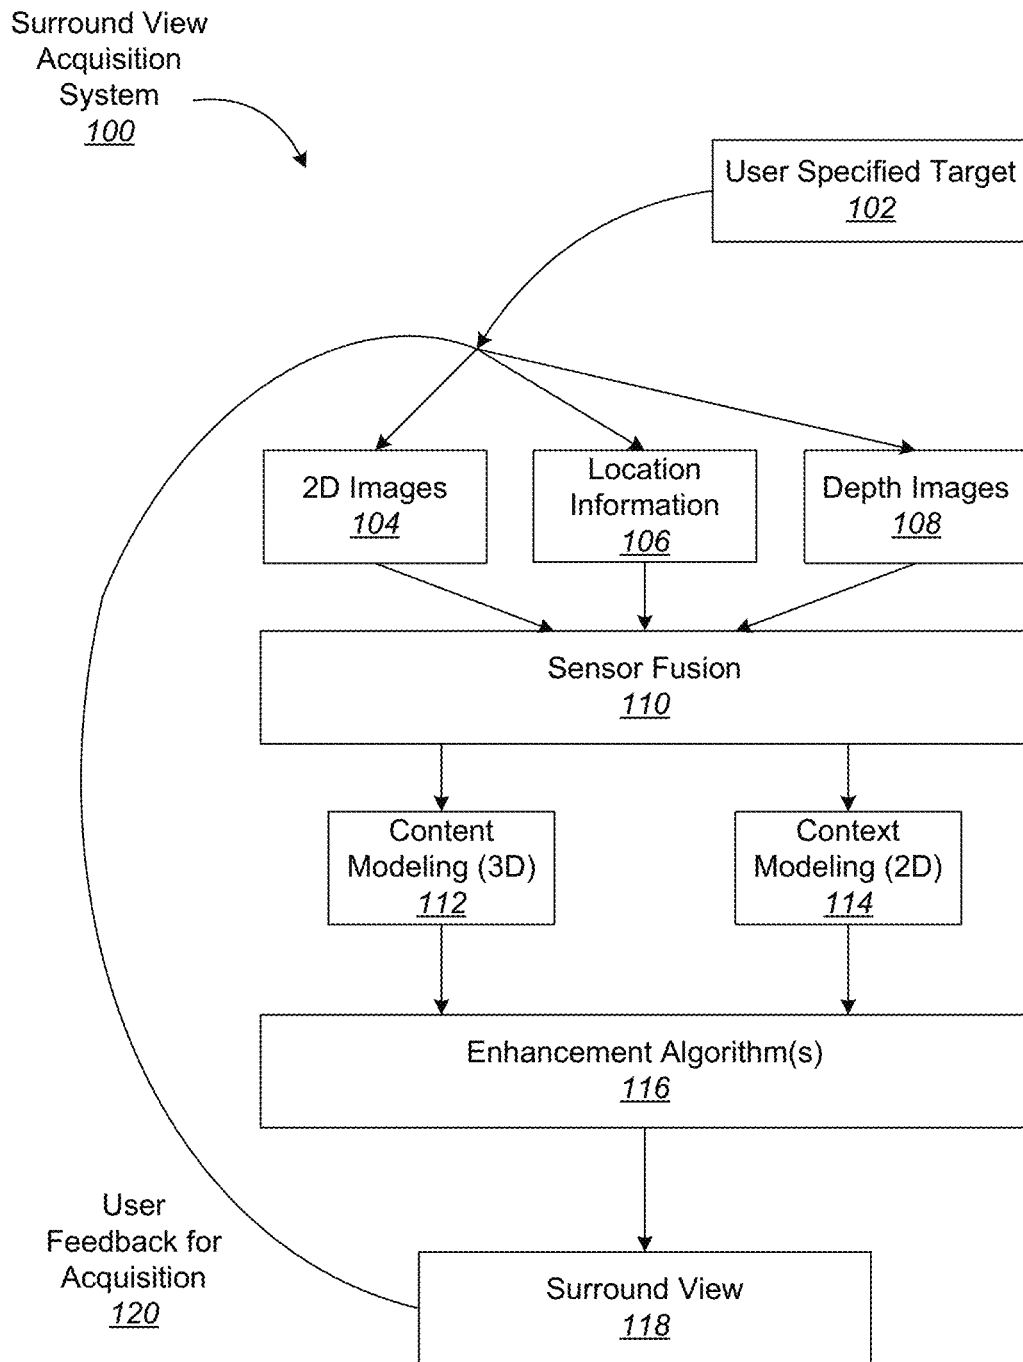 Surround View
Acquisition
System
100
User Specified Target
102
2D Images
104
Location
Information
106
Depth Images
108
Sensor Fusion
110
Content
Modeling (3D)
112
Context
Modeling (2D)
114
Enhancement Algorithm(s)
116
User
Feedback for
Acquisition
120
Surround View
118